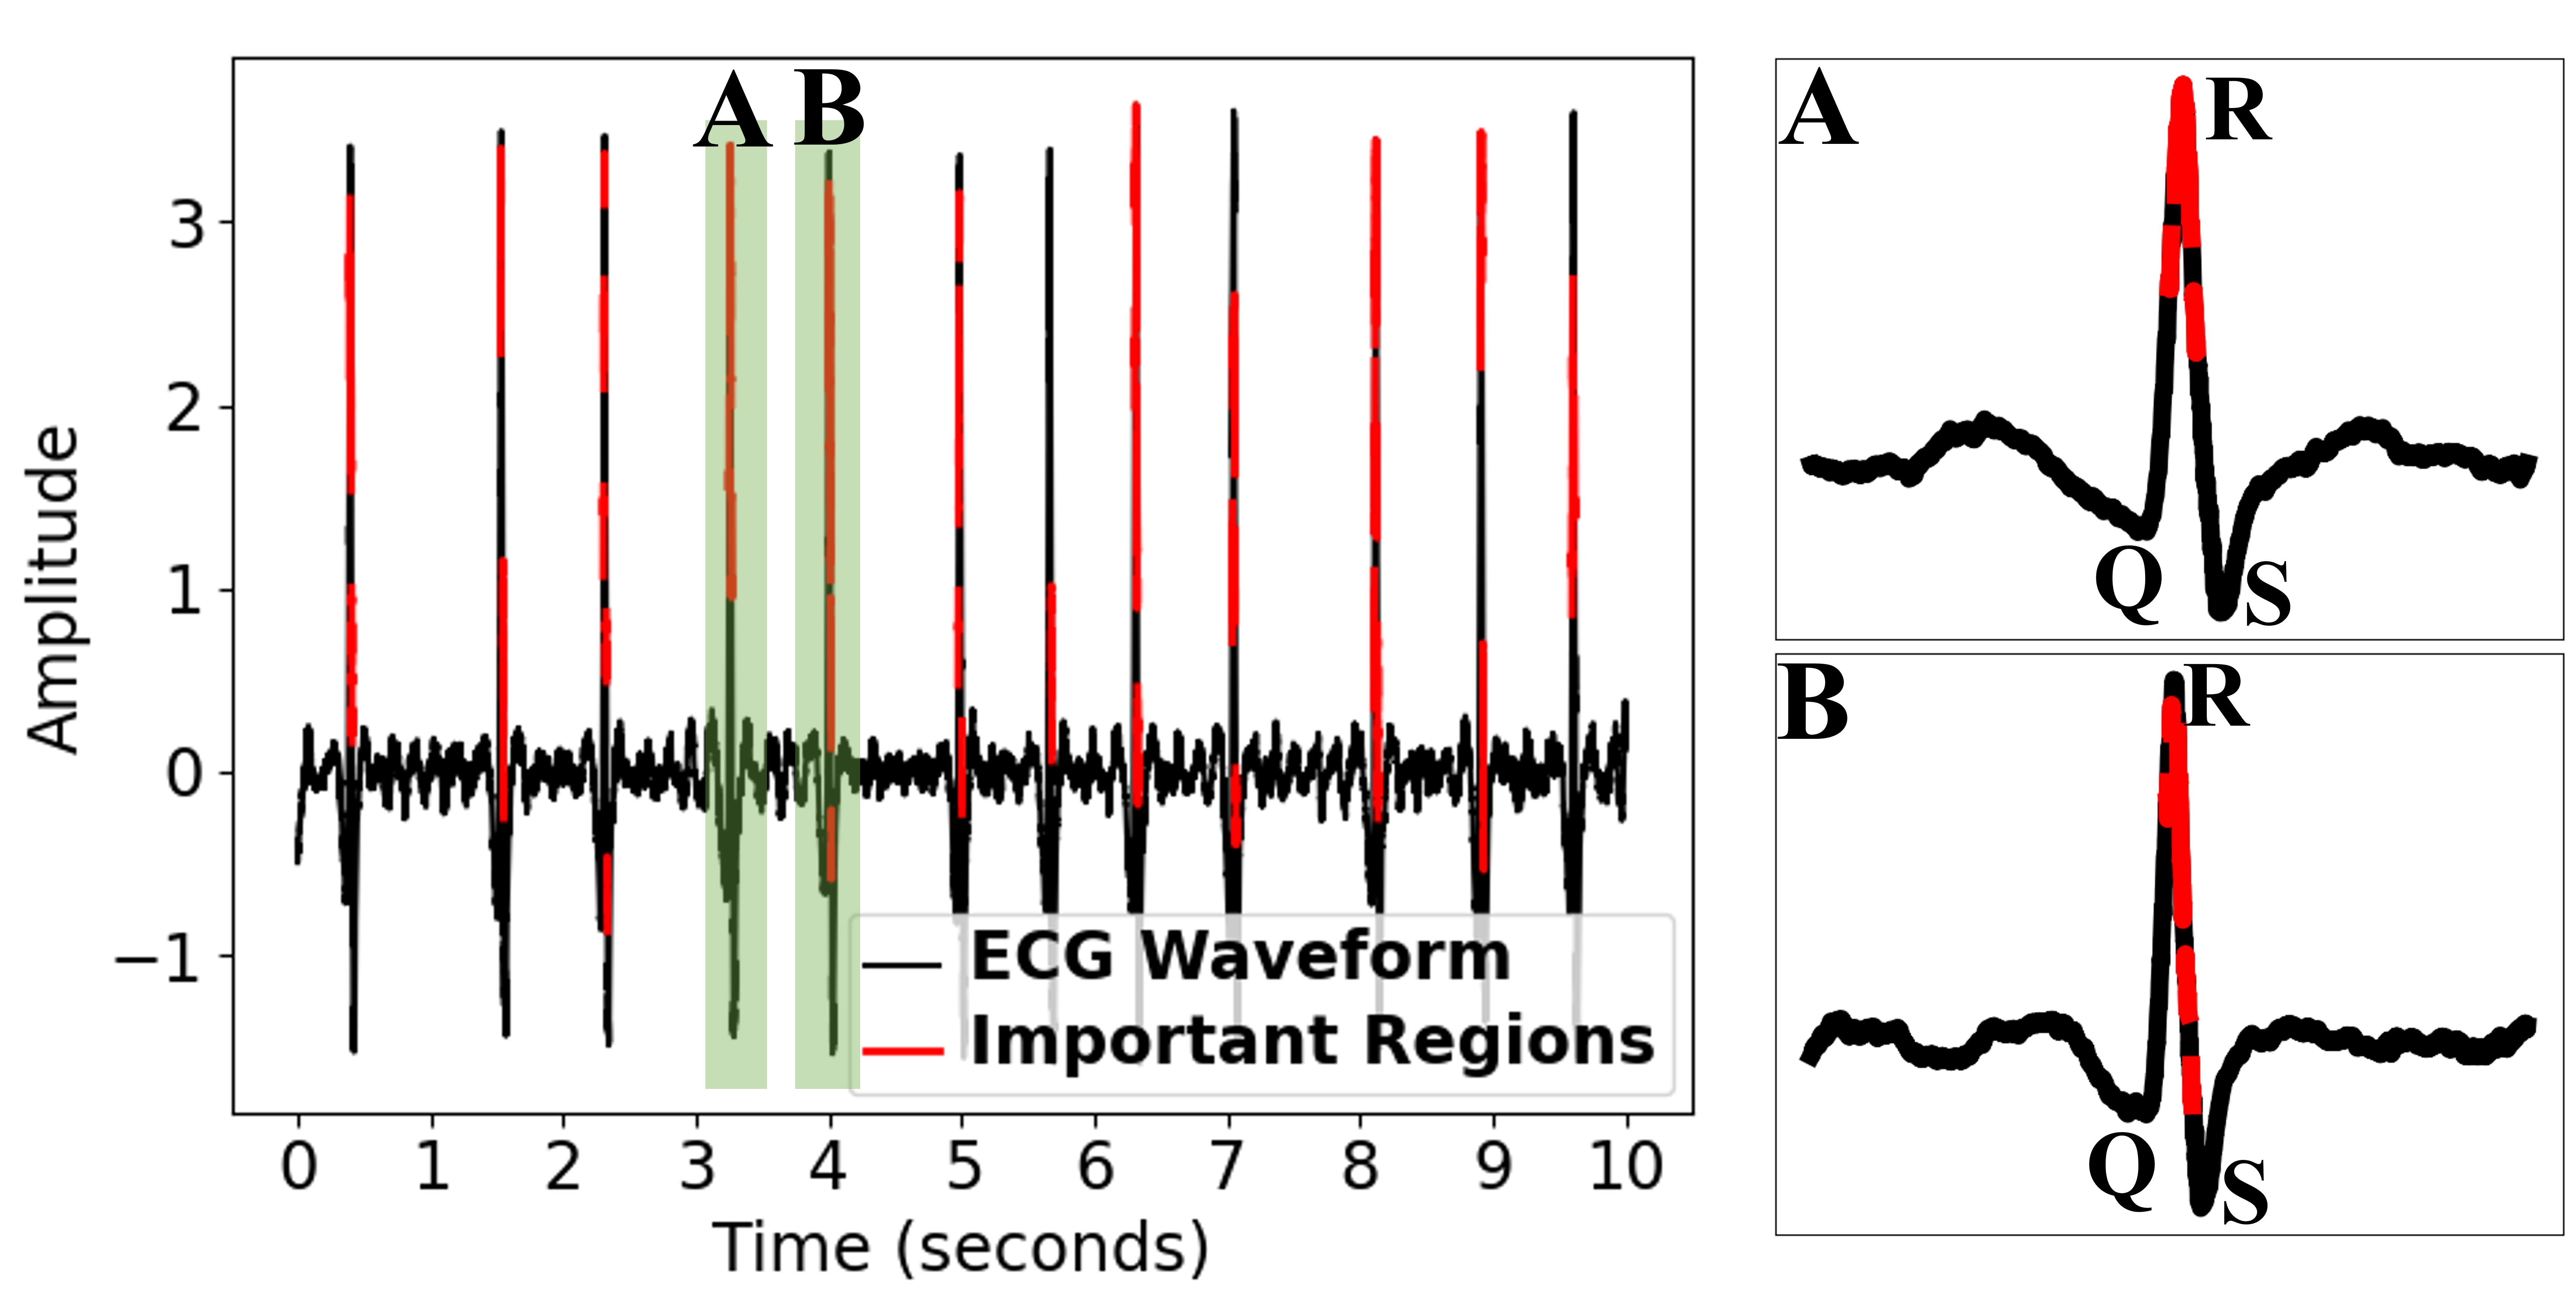 A B
3
2
1
0
−1
Amplitude
ECG Waveform
Important Regions
0 1 2 3 4 5 6 7 8 9 10
Time (seconds)
A
R
Q
S
B
R
Q
S